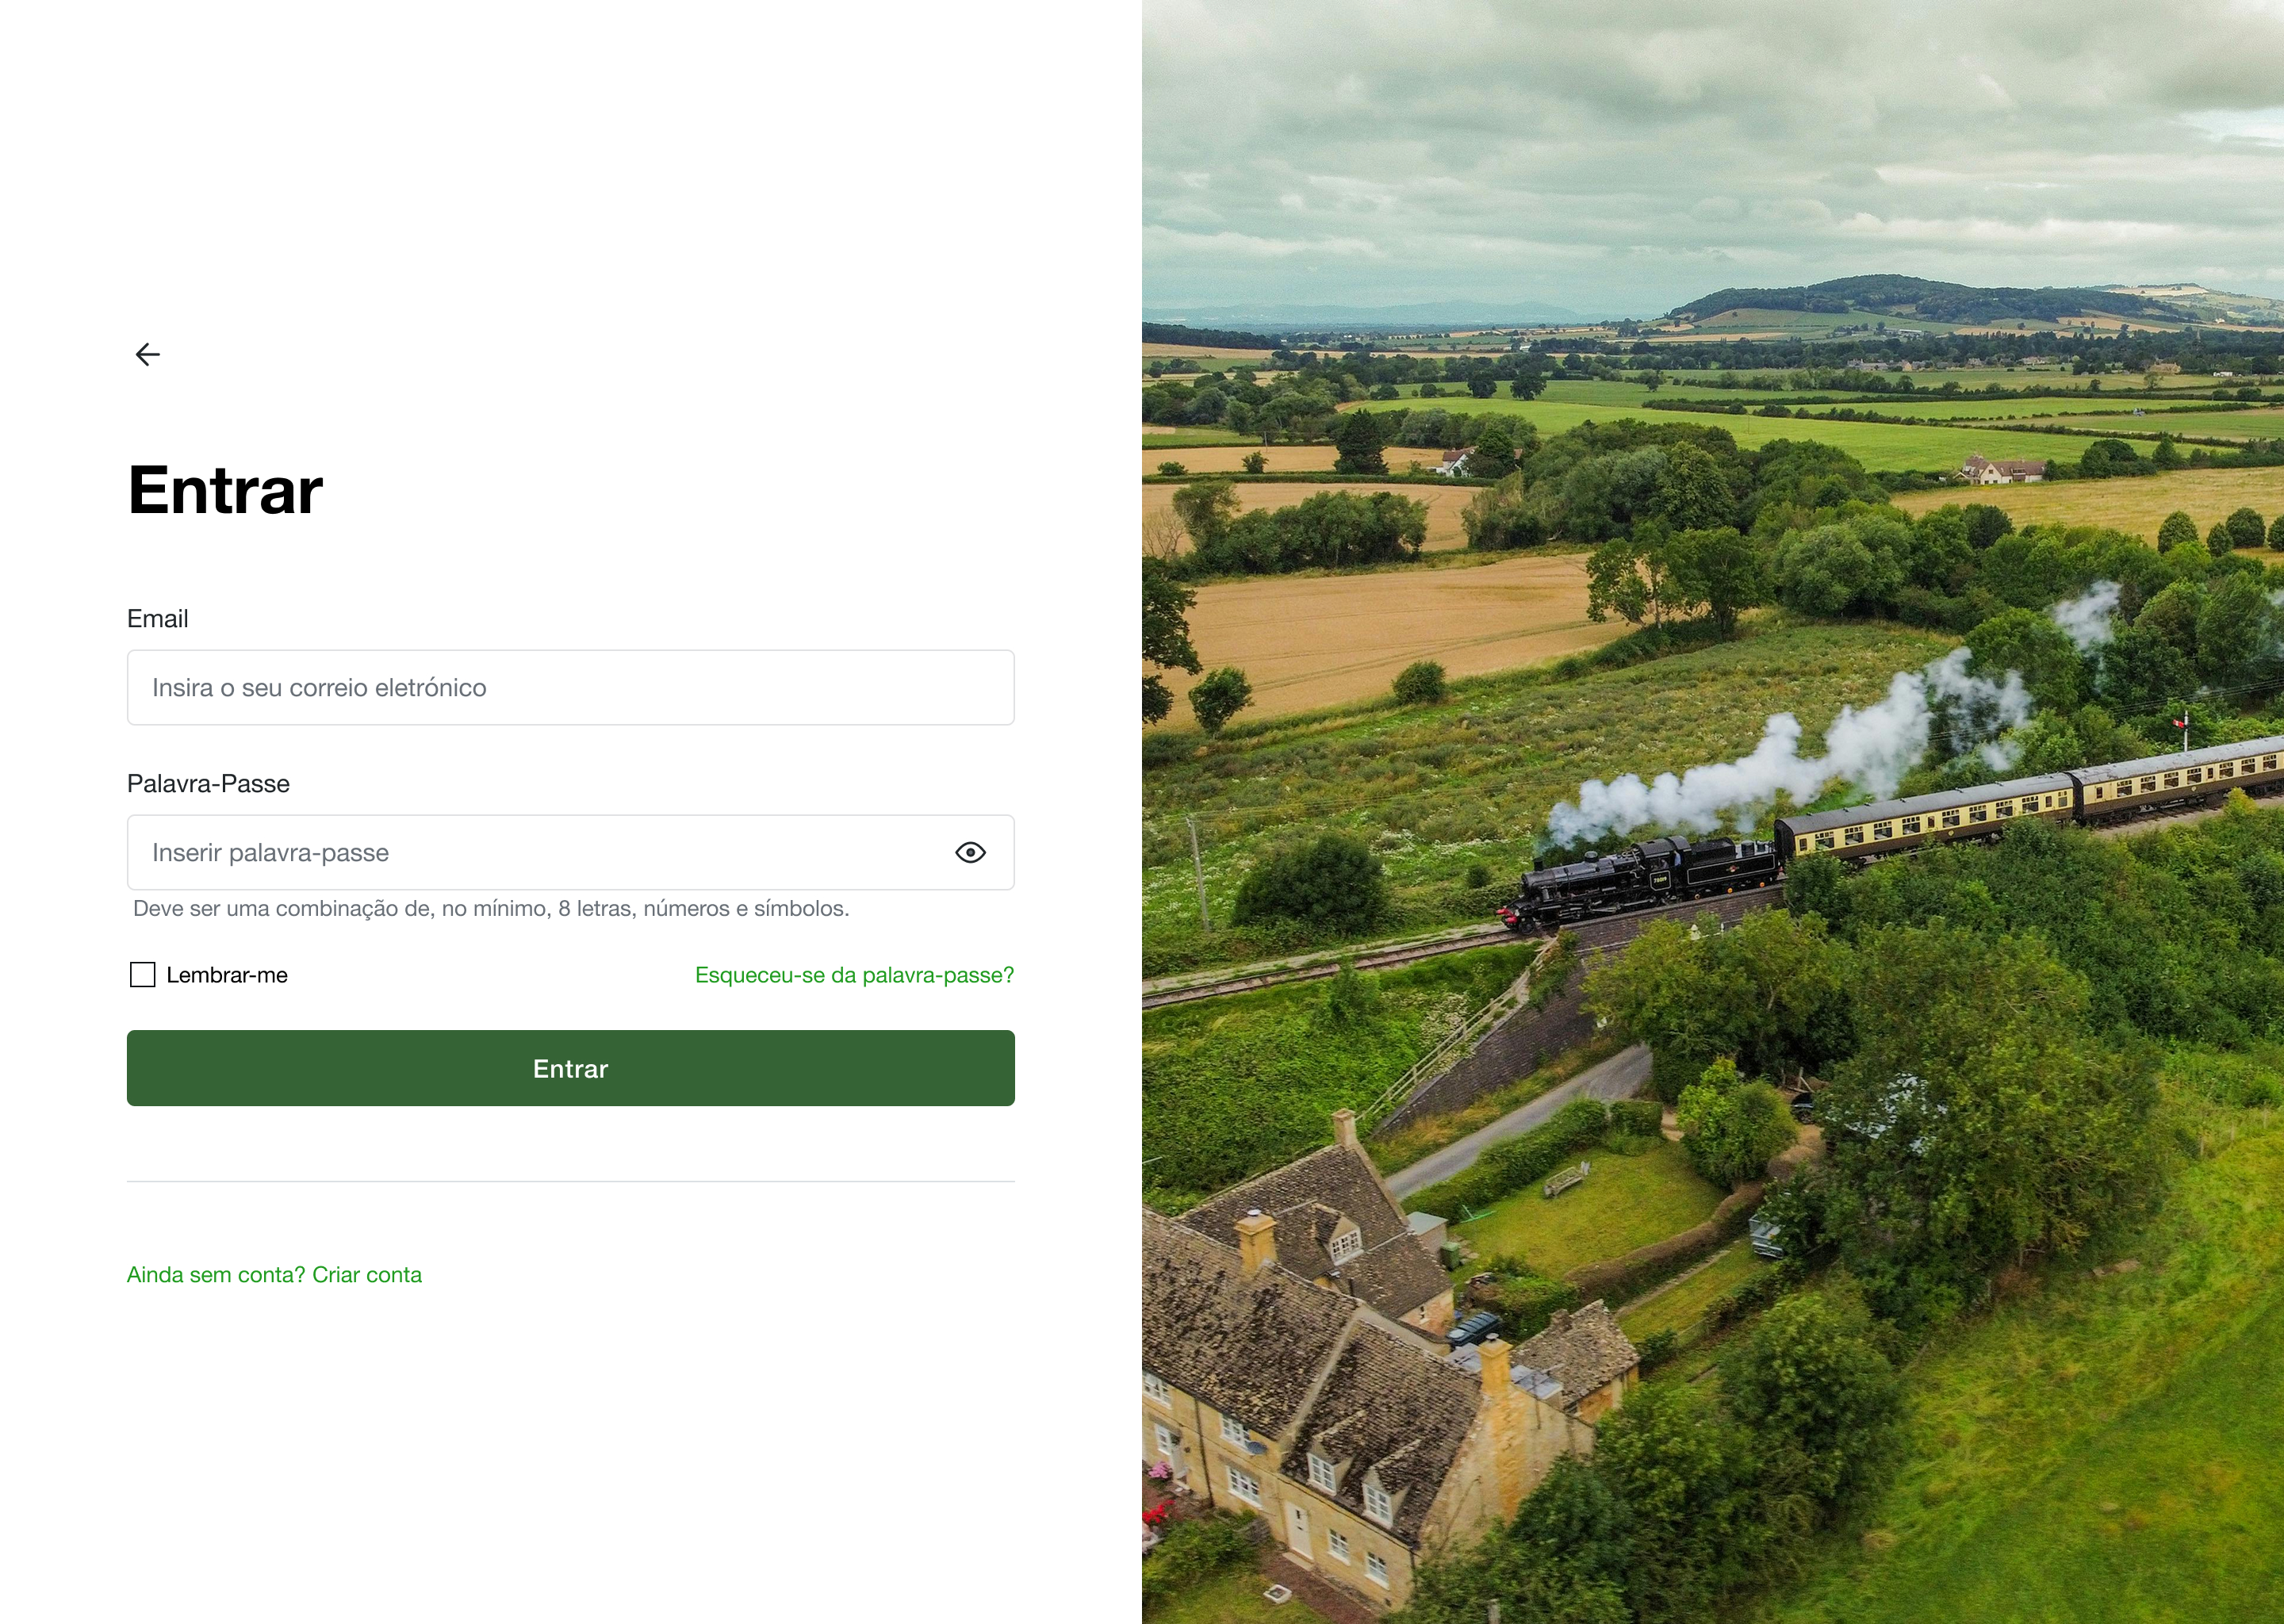 Entrar
Email
Insira o seu correio eletrónico
Palavra-Passe
Inserir palavra-passe
Deve ser uma combinação de, no mínimo, 8 letras, números e símbolos.
Lembrar-me
Esqueceu-se da palavra-passe?
Entrar
Ainda sem conta? Criar conta